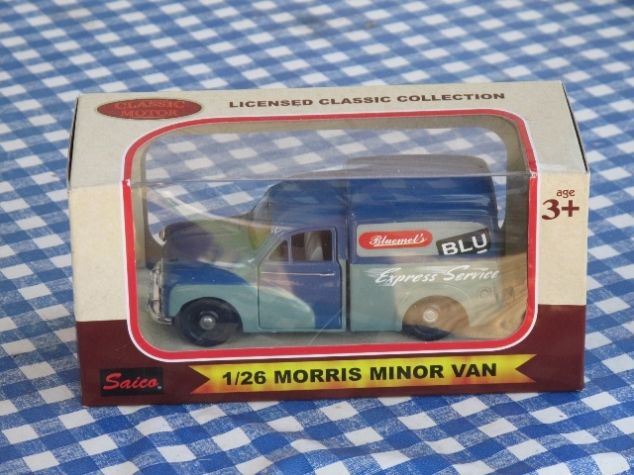 CLASSIC
MOTOR
LICENSED CLASSIC COLLECTION
age
3+
Bluemel's
BLU
Express Service
Saico
1/26 MORRIS MINOR VAN